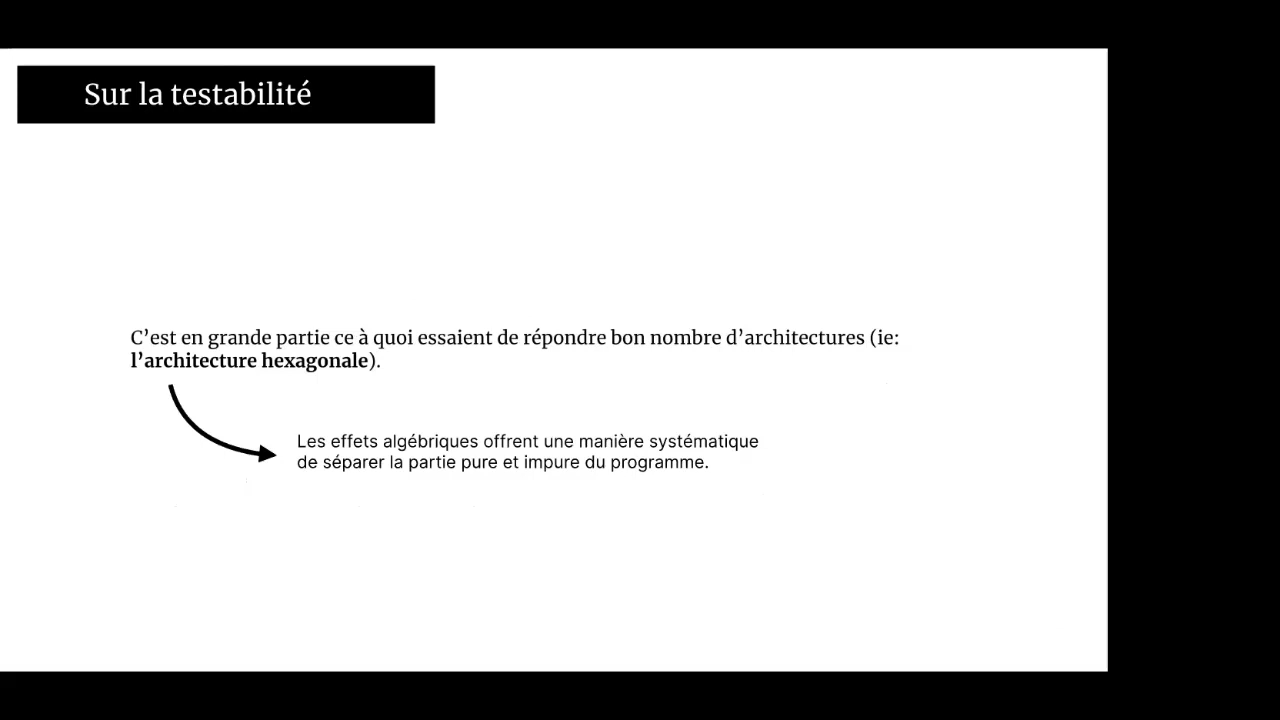 Sur la testabilité
C’est en grande partie ce à quoi essaient de répondre bon nombre d’architectures (ie:
l’architecture hexagonale).
Les effets algébriques offrent une manière systématique
de séparer la partie pure et impure du programme.